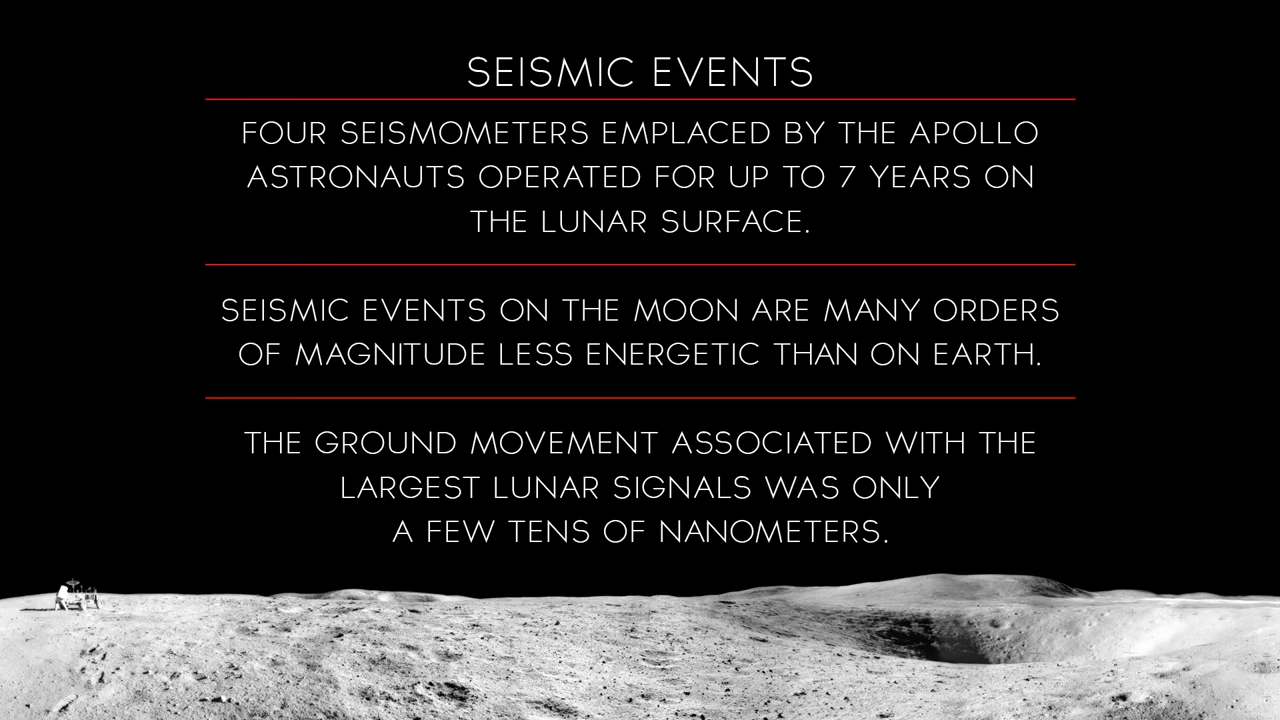 SEISMIC EVENTS
FOUR SEISMOMETERS EMPLACED BY THE APOLLO
ASTRONAUTS OPERATED FOR UP TO 7 YEARS ON
THE LUNAR SURFACE.
SEISMIC EVENTS ON THE MOON ARE MANY ORDERS
OF MAGNITUDE LESS ENERGETIC THAN ON EARTH.
THE GROUND MOVEMENT ASSOCIATED WITH THE
LARGEST LUNAR SIGNALS WAS ONLY
A FEW TENS OF NANOMETERS.